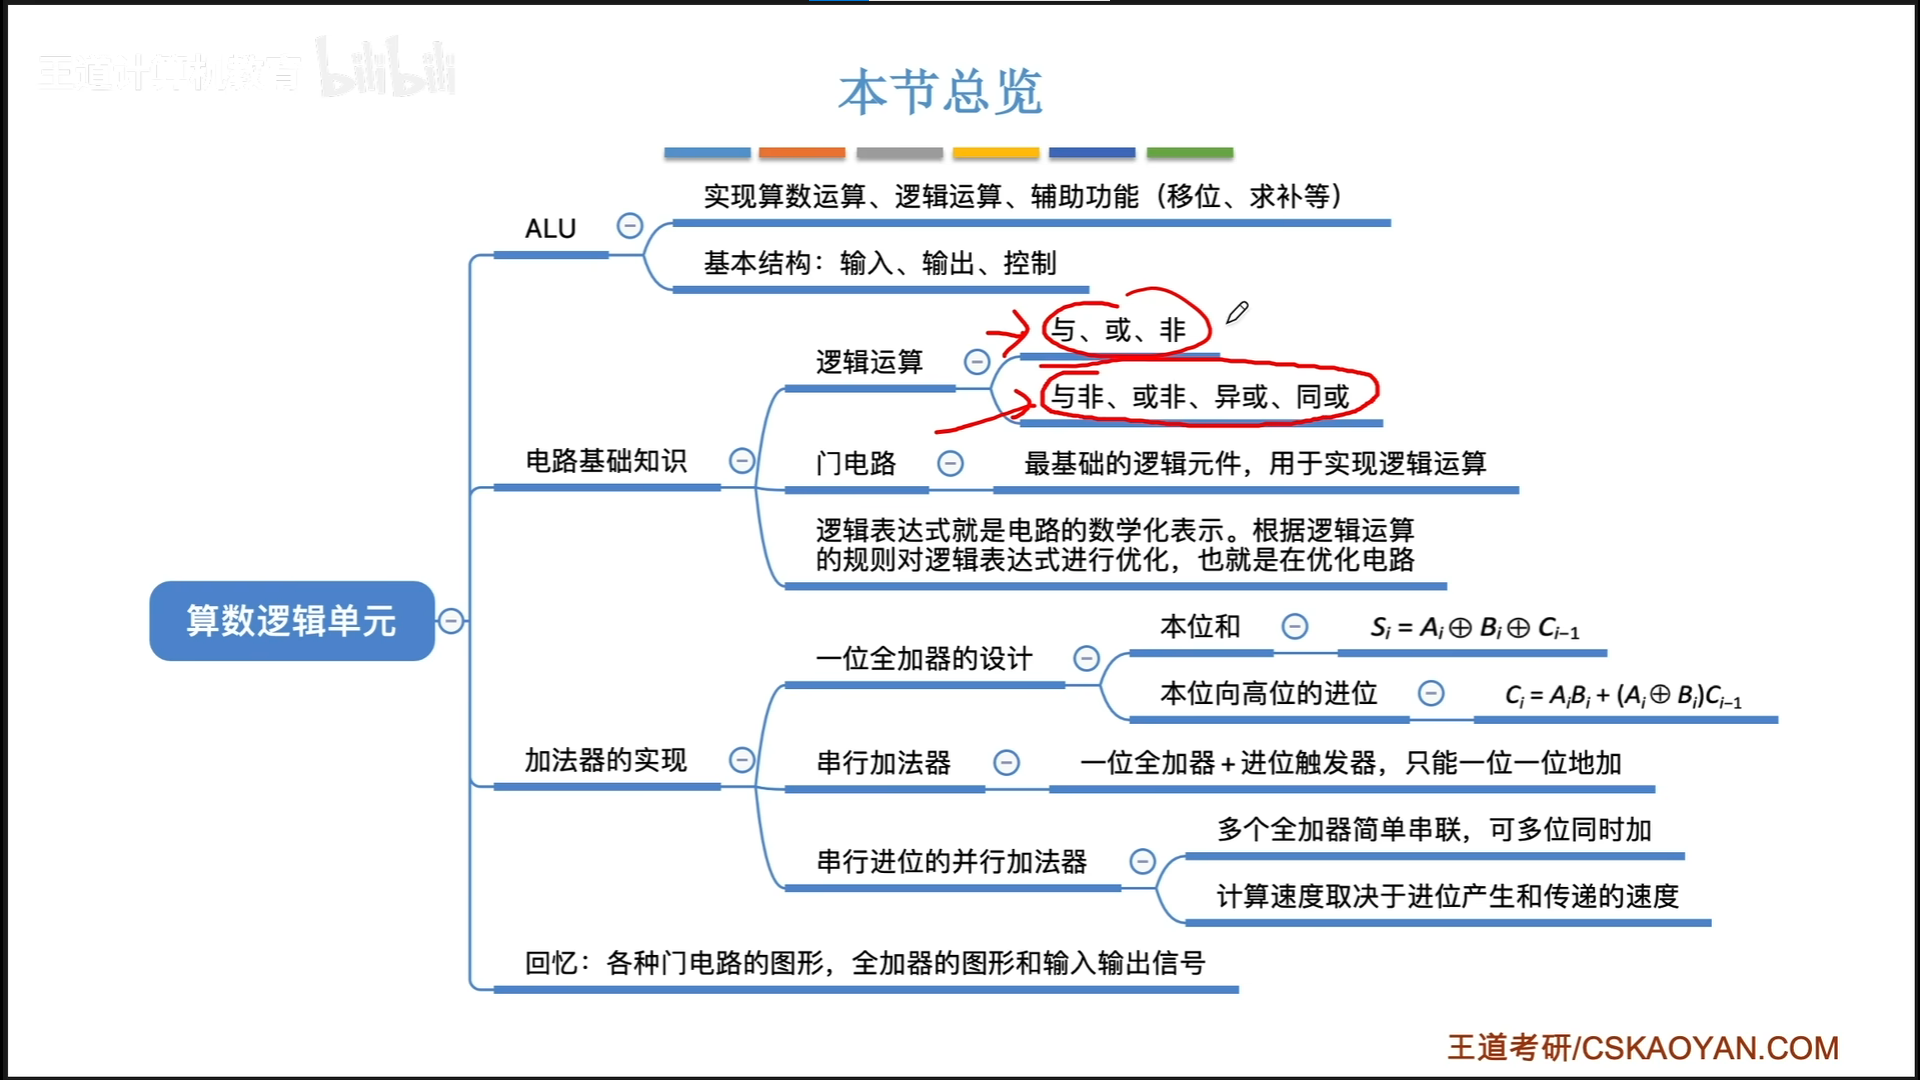 王道计算机教育 bilibili
本节总览
实现算数运算、逻辑运算、辅助功能（移位、求补等）
ALU
基本结构：输入、输出、控制
与、或、非
逻辑运算
与非、或非、异或、同或
电路基础知识
门电路
最基础的逻辑元件，用于实现逻辑运算
逻辑表达式就是电路的数学化表示。根据逻辑运算
的规则对逻辑表达式进行优化，也就是在优化电路
算数逻辑单元
本位和
Sᵢ = Aᵢ⊕ Bᵢ⊕ Cᵢ₋₁
一位全加器的设计
本位向高位的进位
Cᵢ = AᵢBᵢ + (Aᵢ⊕ Bᵢ)Cᵢ₋₁
加法器的实现
串行加法器
一位全加器 + 进位触发器，只能一位一位地加
多个全加器简单串联，可多位同时加
串行进位的并行加法器
计算速度取决于进位产生和传递的速度
回忆：各种门电路的图形，全加器的图形和输入输出信号
王道考研/CSKAOYAN.COM